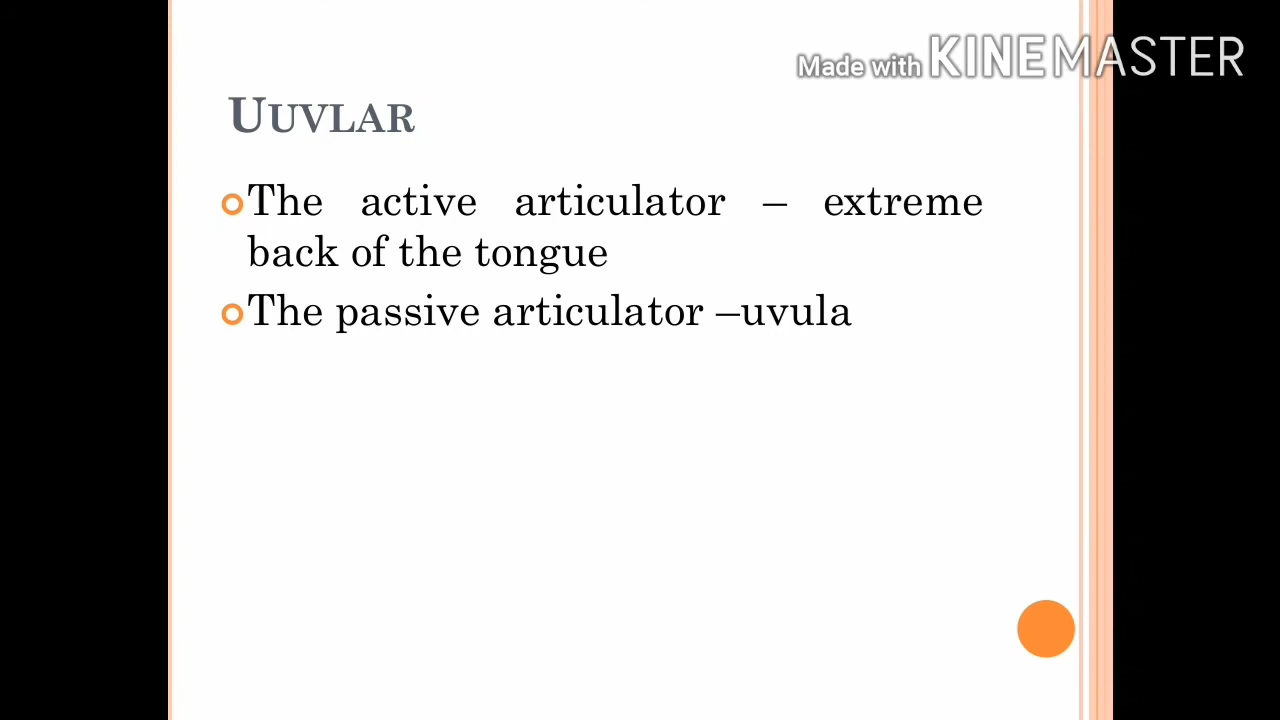 Made with KINEMASTER
UUVLAR
The active articulator – extreme
back of the tongue
The passive articulator –uvula